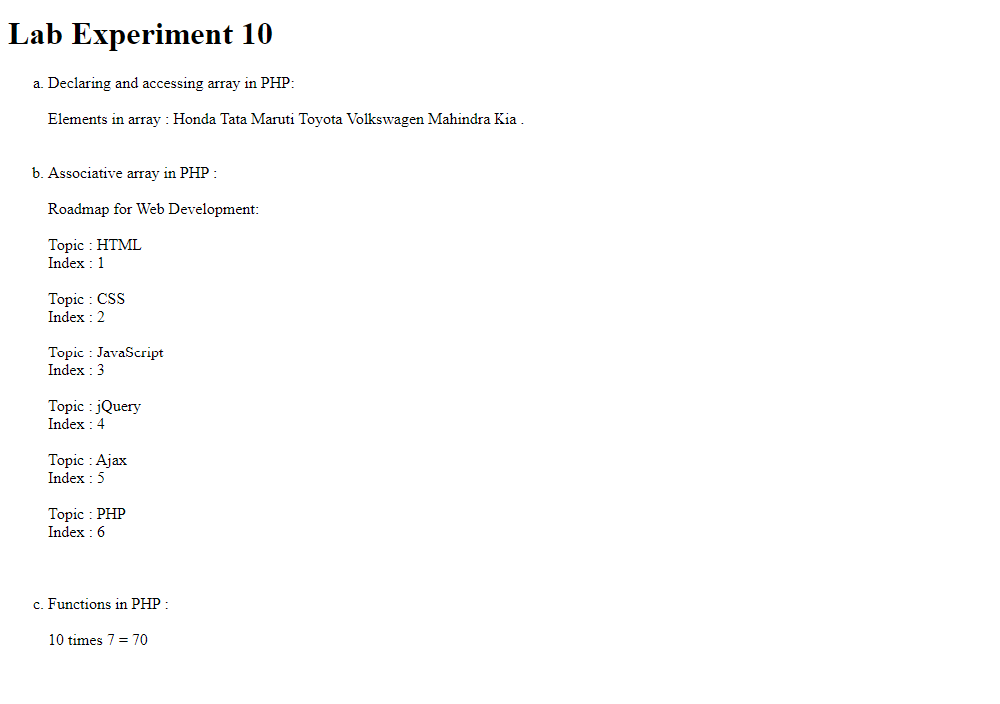 Lab Experiment 10
a. Declaring and accessing array in PHP:
Elements in array : Honda Tata Maruti Toyota Volkswagen Mahindra Kia .
b. Associative array in PHP :
Roadmap for Web Development:
Topic : HTML
Index : 1
Topic : CSS
Index : 2
Topic : JavaScript
Index : 3
Topic : jQuery
Index : 4
Topic : Ajax
Index : 5
Topic : PHP
Index : 6
c. Functions in PHP :
10 times 7 = 70